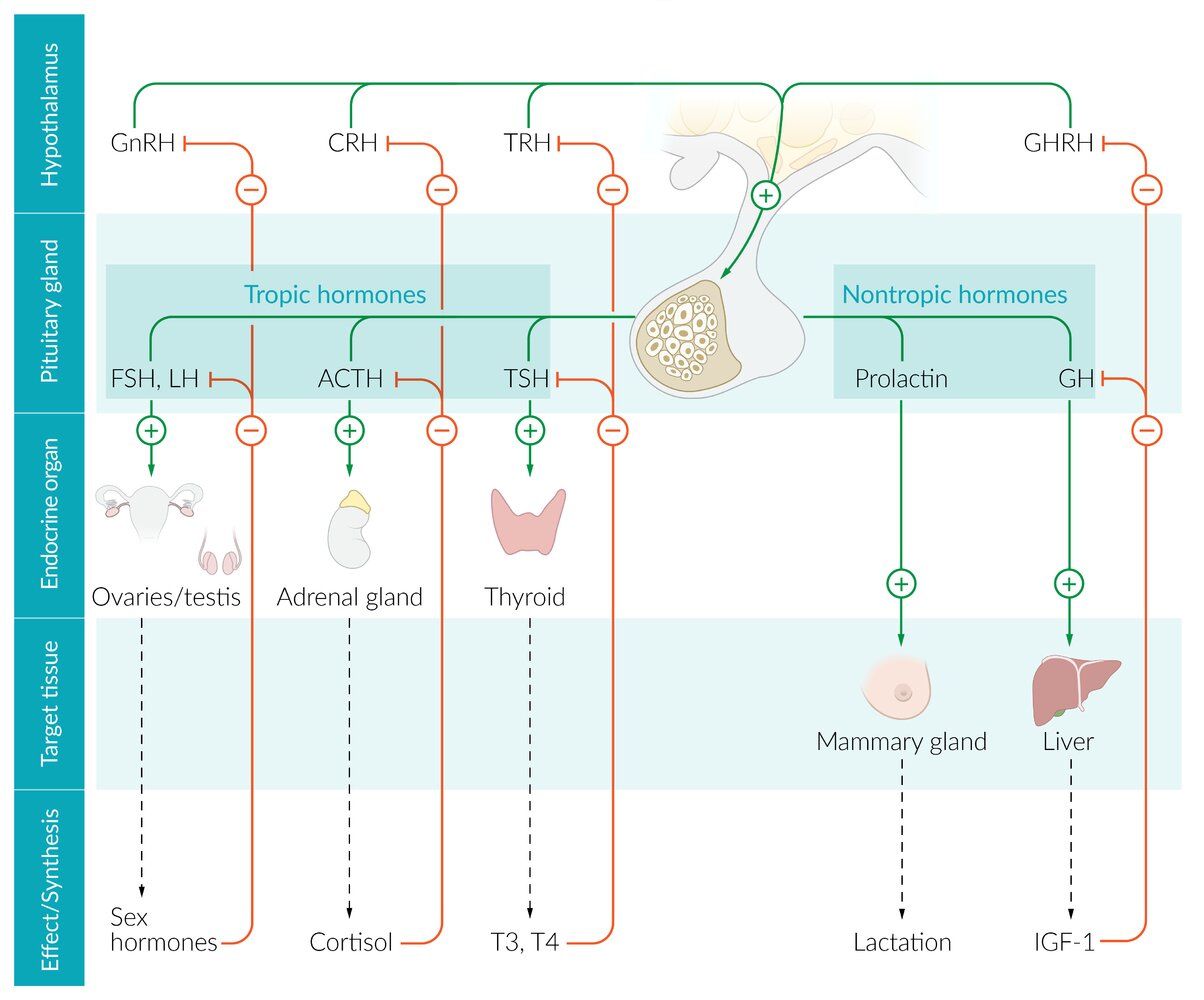 Hypothalamus
GnRH
CRH
TRH
GHRH
−
−
−
+
−
Pituitary gland
Tropic hormones
Nontropic hormones
FSH, LH
ACTH
TSH
Prolactin
GH
+
−
+
−
+
−
−
Endocrine organ
Ovaries/testis
Adrenal gland
Thyroid
+
+
Target tissue
Mammary gland
Liver
Effect/Synthesis
Sex
hormones
Cortisol
T3, T4
Lactation
IGF-1